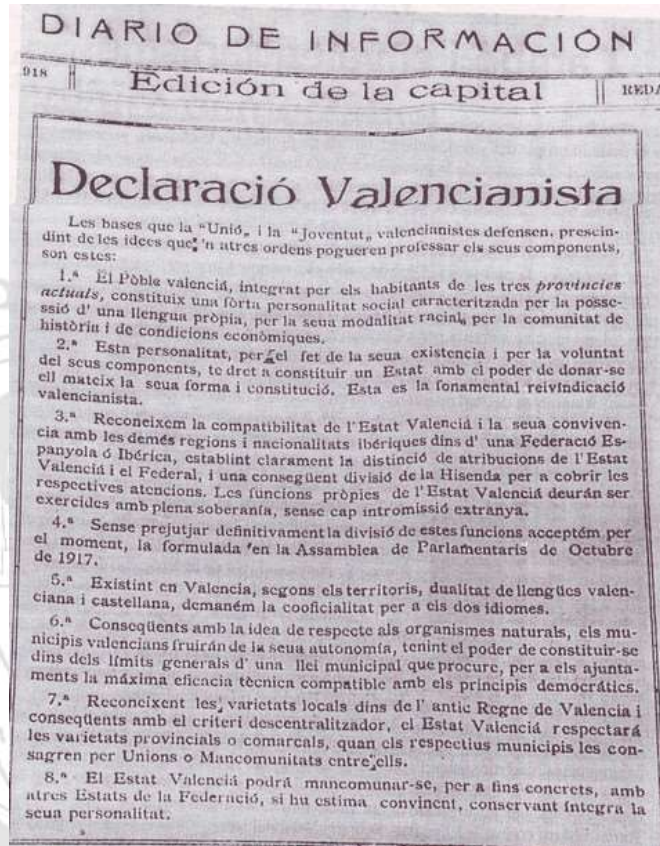 DIARIO DE INFORMACIÓN
918 Edición de la capital REDA
Declaració Valencianista
Les bases que la “Unió„ i la “Joventut„ valencianistes defensen, prescin-
dint de les idees que 'n atres ordens pogueren professar els seus components,
son estes:
1.ª El Pòble valenciá, integrat per els habitants de les tres provincies
actuals, constituix una fòrta personalitat social caracteritzada per la posse-
ssió d' una llengua pròpia, per la seua modalitat racial, per la comunitat de
història i de condicions econòmiques.
2.ª Esta personalitat, per el fet de la seua existencia i per la voluntat
del seus components, te dret a constituir un Estat amb el poder de donar-se
ell mateix la seua forma i constitució. Esta es la fonamental reivindicació
valencianista.
3.ª Reconeixem la compatibilitat de l'Estat Valenciá i la seua conviven-
cia amb les demés regions i nacionalitats ibériques dins d' una Federació Es-
panyola ó Ibérica, establint clarament la distinció de atribucions de l'Estat
Valenciá i el Federal, i una consegüent divisió de la Hisenda per a cobrir les
respectives atencions. Les funcions pròpies de l'Estat Valenciá deurán ser
exercides amb plena soberanía, sense cap intromissió extranya.
4.ª Sense prejutjar definitivament la divisió de estes funcions acceptém per
el moment, la formulada en la Assamblea de Parlamentaris de Octubre
de 1917.
5.ª Existint en Valencia, segons els territoris, dualitat de llengües valen-
ciana i castellana, demaném la cooficialitat per a els dos idiomes.
6.ª Conseqüents amb la idea de respecte als organismes naturals, els mu-
nicipis valencians fruirán de la seua autonomía, tenint el poder de constituir-se
dins dels límits generals d' una llei municipal que procure, per a els ajunta-
ments la máxima eficacia tècnica compatible amb els principis democrátics.
7.ª Reconeixent les varietats locals dins de l' antic Regne de Valencia i
conseqüents amb el criteri descentralitzador, el Estat Valenciá respectará
les varietats provincials o comarcals, quan els respectius municipis les con-
sagren per Unions o Mancomunitats entre ells.
8.ª El Estat Valenciá podrá mancomunar-se, per a fins concrets, amb
atres Estats de la Federació, si hu estima convinent, conservant íntegra la
seua personalitat.